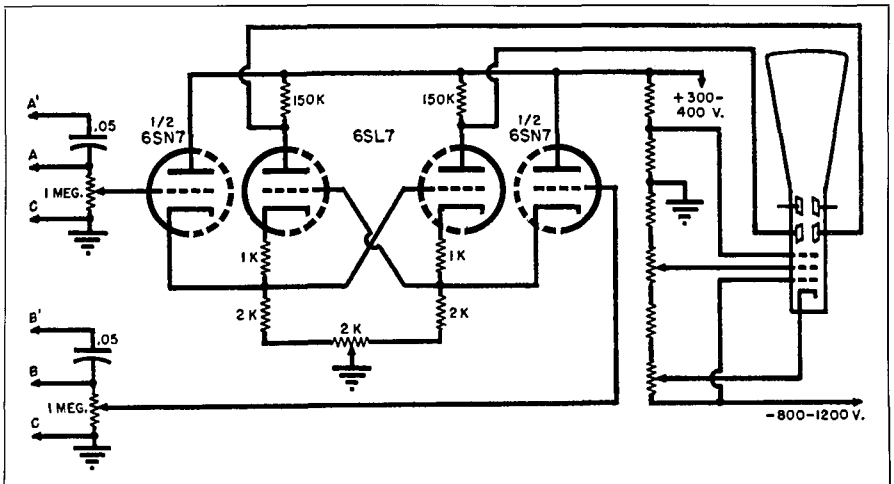 A'
.05
A
1 MEG.
C
1/2
6SN7
150K
6SL7
150K
1/2
6SN7
+300-
400 V.
1K
1K
2K
2K
2K
B'
.05
B
1 MEG.
C
-800-1200V.